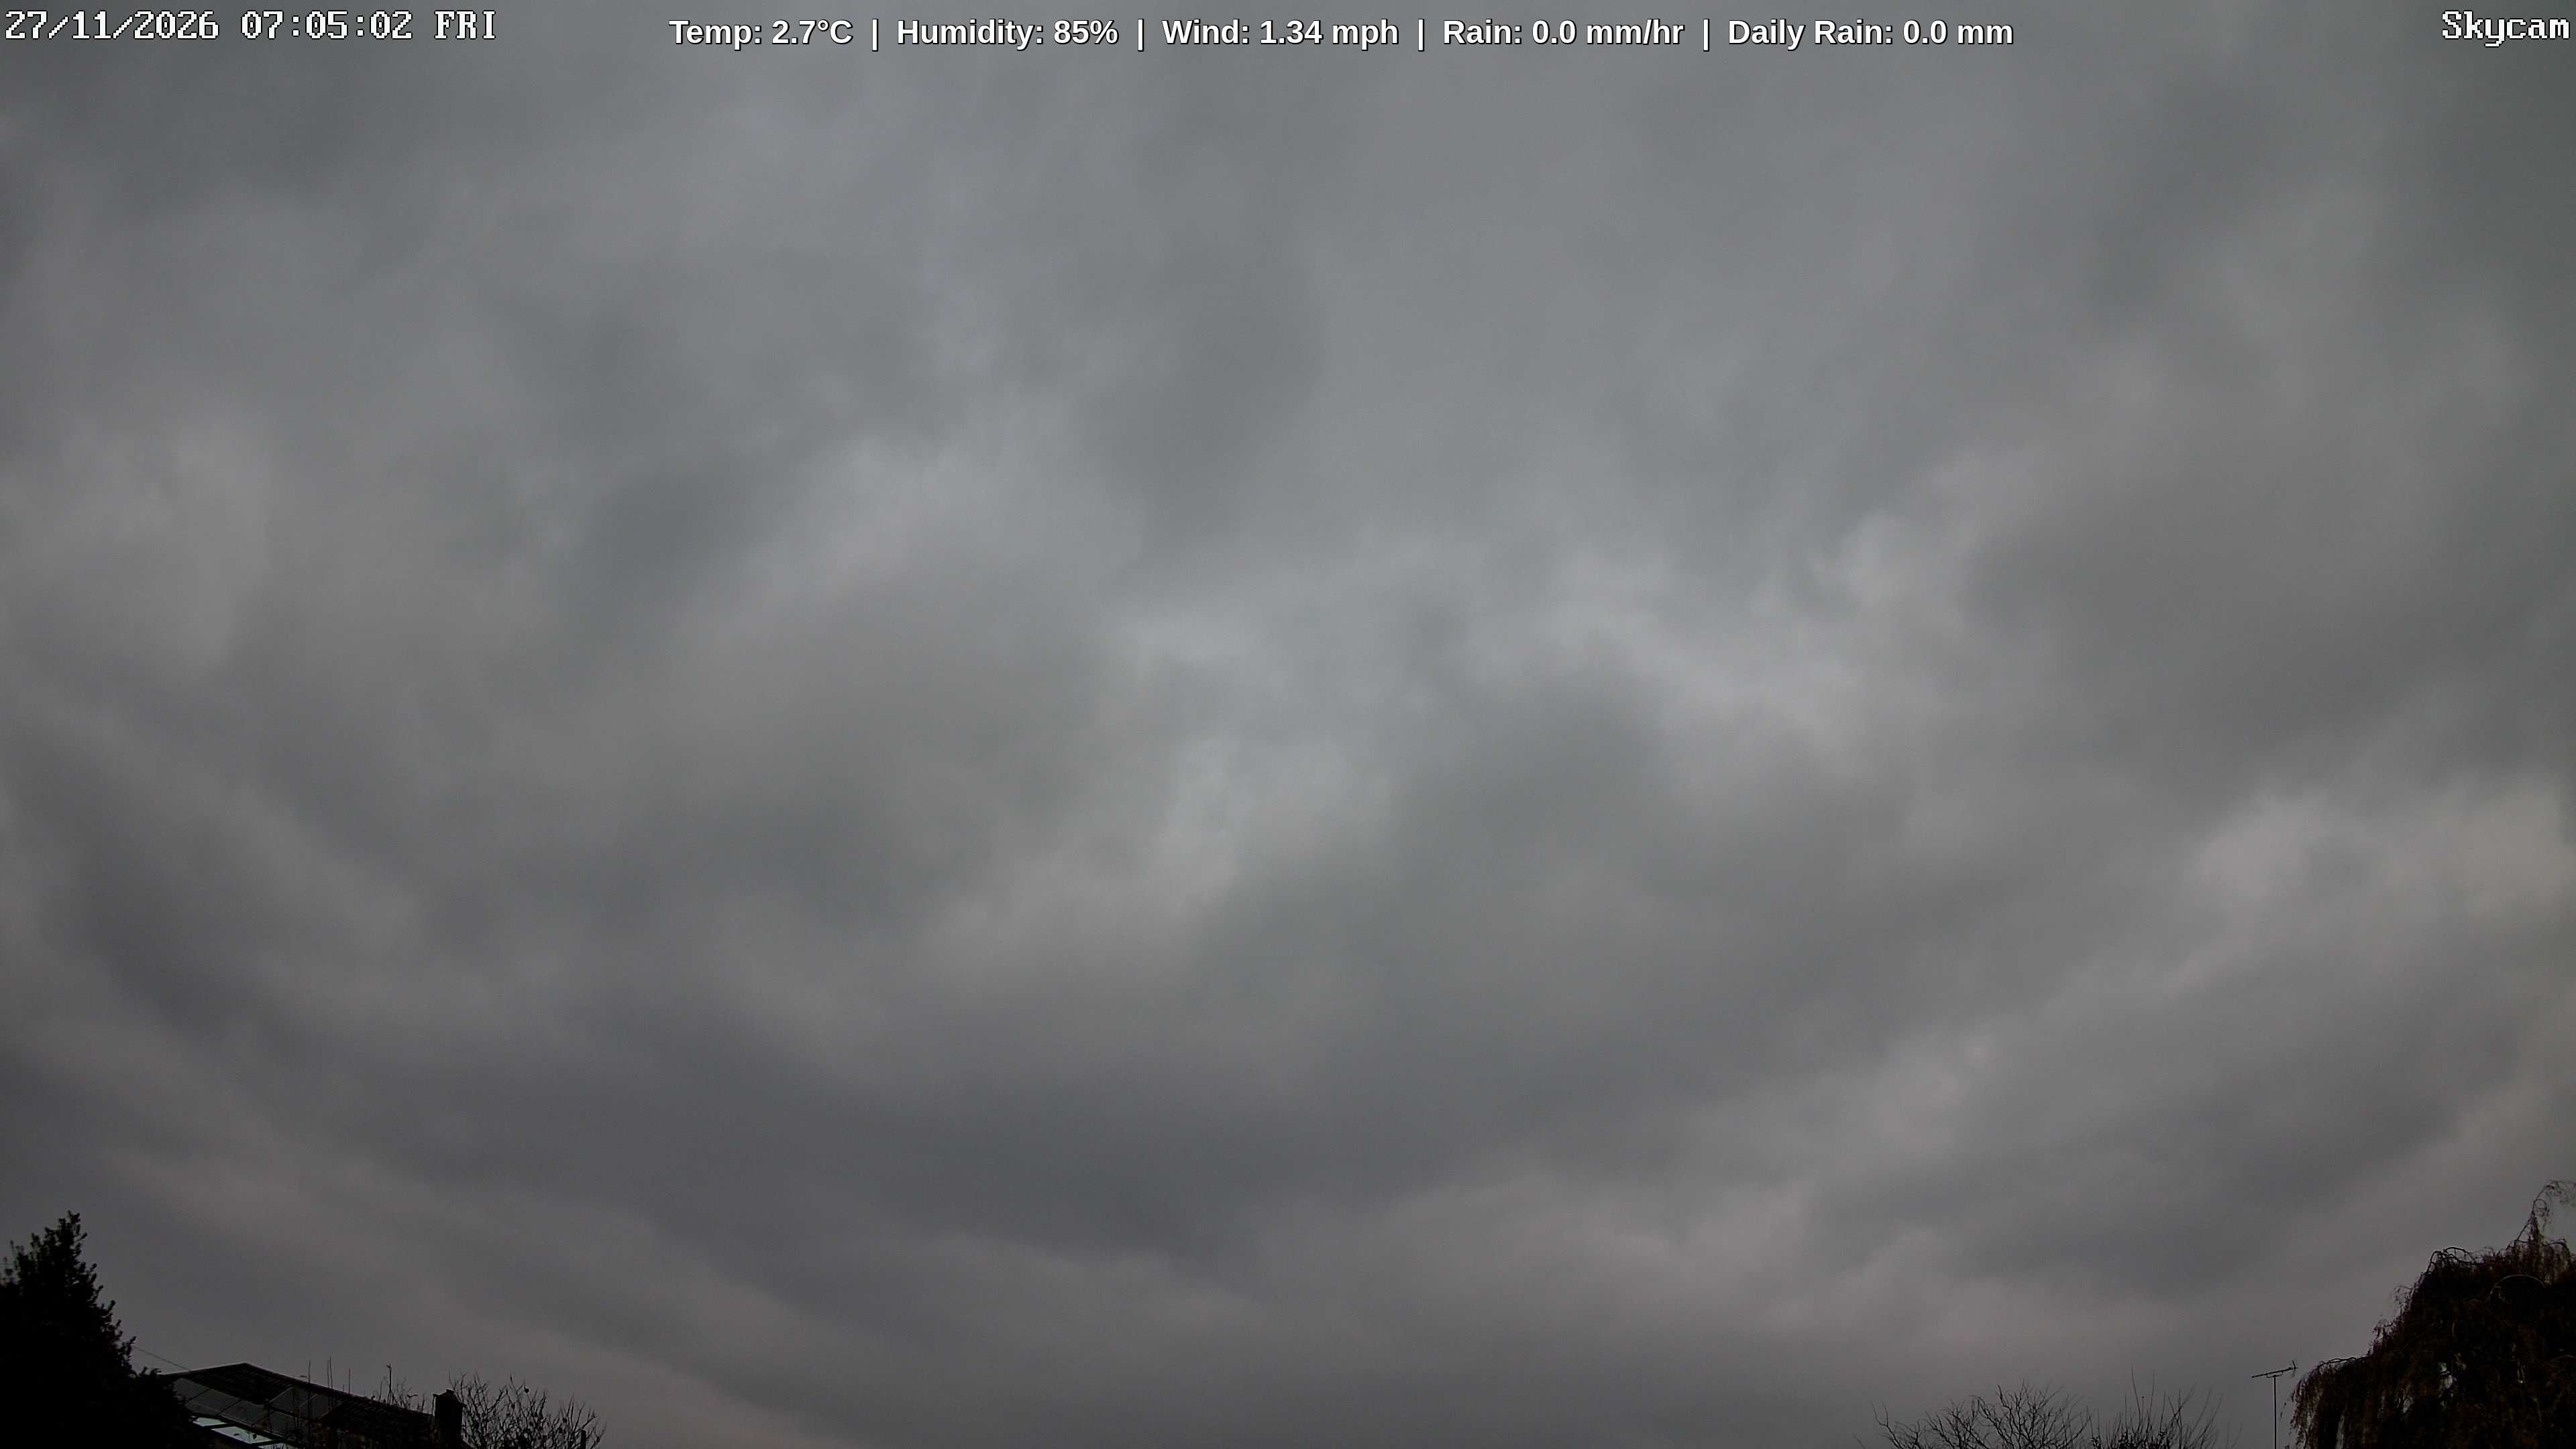 27/11/2026 07:05:02 FRI
Temp: 2.7°C | Humidity: 85% | Wind: 1.34 mph | Rain: 0.0 mm/hr | Daily Rain: 0.0 mm
Skycam